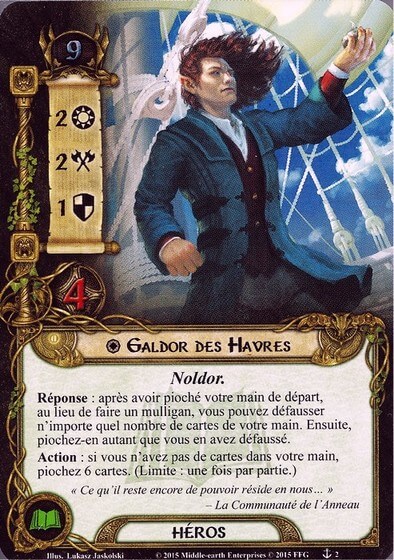 9
2
2
1
4
GALDOR DES HAVRES
Noldor.
Réponse : après avoir pioché votre main de départ,
au lieu de faire un mulligan, vous pouvez défausser
n'importe quel nombre de cartes de votre main. Ensuite,
piochez-en autant que vous en avez défaussé.
Action : si vous n'avez pas de cartes dans votre main,
piochez 6 cartes. (Limite : une fois par partie.)
« Ce qu'il reste encore de pouvoir réside en nous… »
– La Communauté de l'Anneau
HÉROS
Illus. Lukasz Jaskolski © 2015 Middle-earth Enterprises © 2015 FFG 2